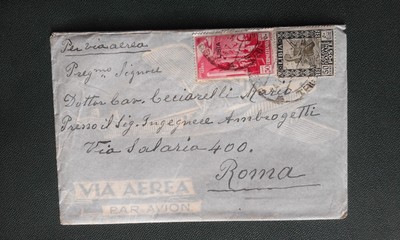 Per via aerea
Preg.mo Signore
Dottor Cav. Ceciarelli Mario
Presso il Sig. Ingegnere Ambrogetti
Via Salaria 400.
Roma
VIA AEREA
PAR AVION
LIBIA